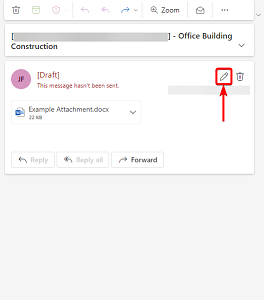 Zoom
[ ] - Office Building
Construction
JF
[Draft]
This message hasn't been sent.
Example Attachment.docx
22 KB
Reply
Reply all
Forward